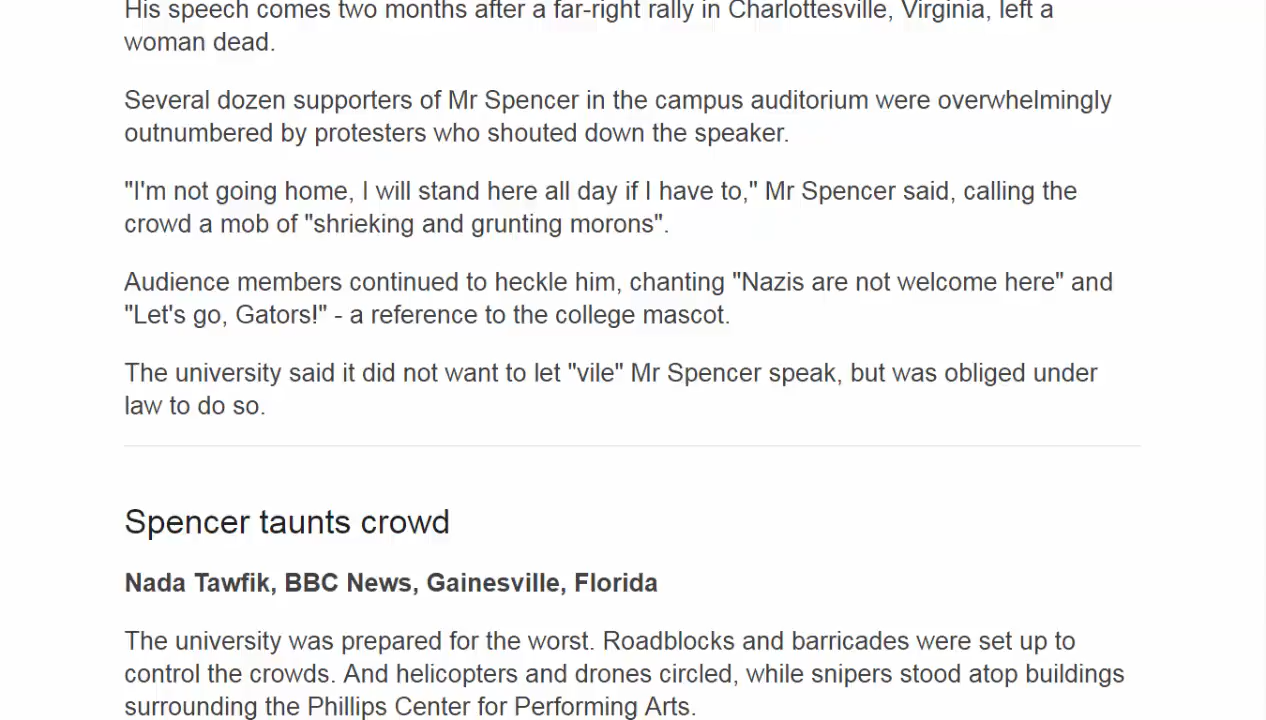 His speech comes two months after a far-right rally in Charlottesville, Virginia, left a
woman dead.
Several dozen supporters of Mr Spencer in the campus auditorium were overwhelmingly
outnumbered by protesters who shouted down the speaker.
"I'm not going home, I will stand here all day if I have to," Mr Spencer said, calling the
crowd a mob of "shrieking and grunting morons".
Audience members continued to heckle him, chanting "Nazis are not welcome here" and
"Let's go, Gators!" - a reference to the college mascot.
The university said it did not want to let "vile" Mr Spencer speak, but was obliged under
law to do so.
Spencer taunts crowd
Nada Tawfik, BBC News, Gainesville, Florida
The university was prepared for the worst. Roadblocks and barricades were set up to
control the crowds. And helicopters and drones circled, while snipers stood atop buildings
surrounding the Phillips Center for Performing Arts.